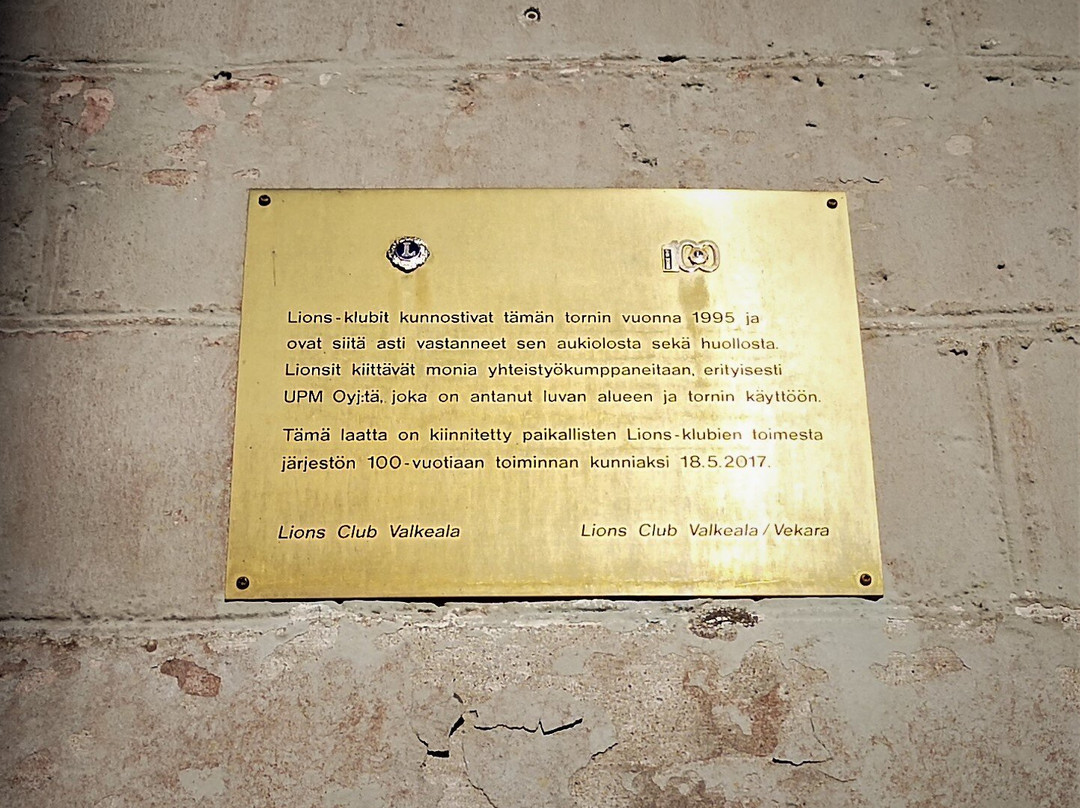 L
100
Lions-klubit kunnostivat tämän tornin vuonna 1995 ja
ovat siitä asti vastanneet sen aukiolosta sekä huollosta.
Lionsit kiittävät monia yhteistyökumppaneitaan, erityisesti
UPM Oyj:tä, joka on antanut luvan alueen ja tornin käyttöön.
Tämä laatta on kiinnitetty paikallisten Lions-klubien toimesta
järjestön 100-vuotiaan toiminnan kunniaksi 18.5.2017.
Lions Club Valkeala
Lions Club Valkeala/Vekara